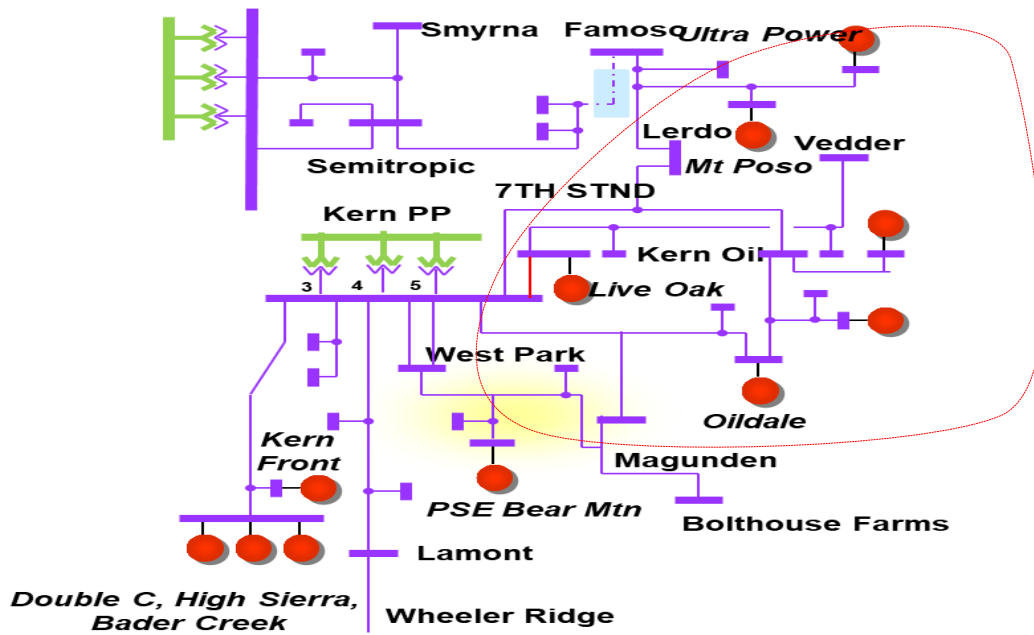 Smyrna
Famoso
Ultra Power
Lerdo
Vedder
Semitropic
Mt Poso
7TH STND
Kern PP
Kern Oil
3
4
5
Live Oak
West Park
Oildale
Kern
Front
Magunden
PSE Bear Mtn
Bolthouse Farms
Lamont
Double C, High Sierra,
Bader Creek
Wheeler Ridge